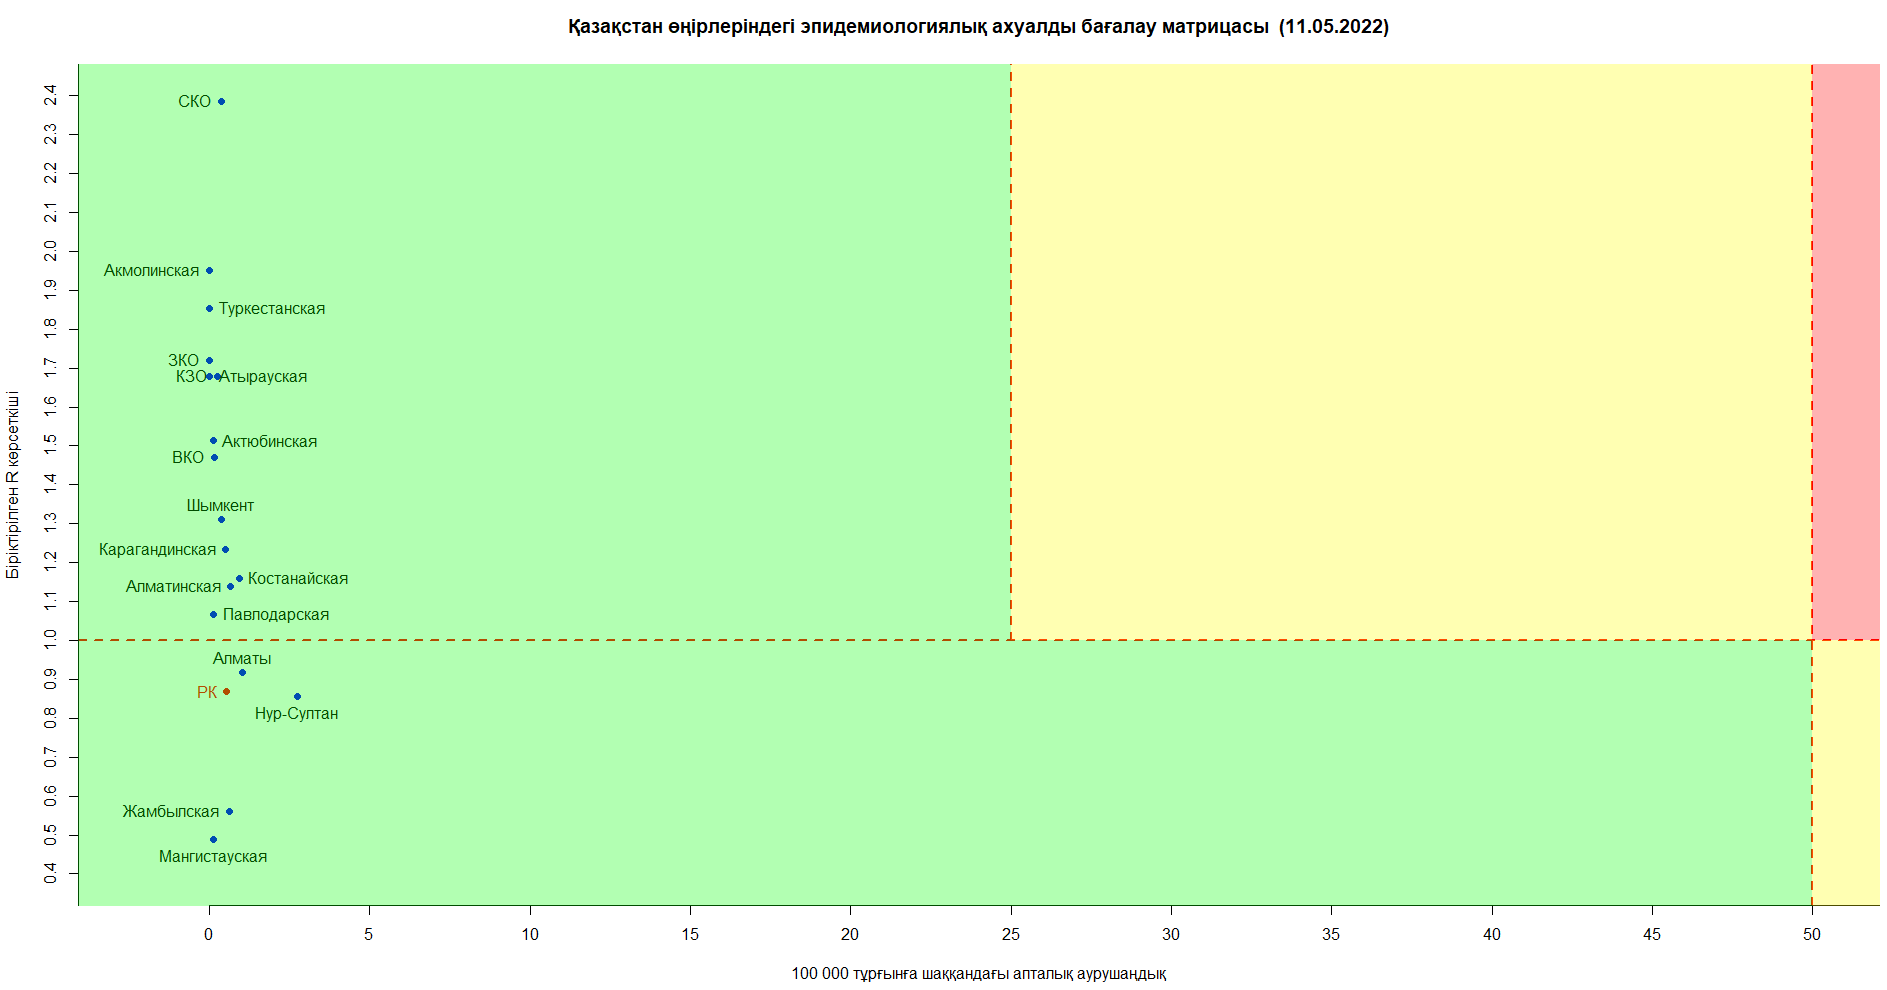 Қазақстан өңірлеріндегі эпидемиологиялық ахуалды бағалау матрицасы (11.05.2022)
Біріктірілген R көрсеткіші
2.4
2.3
2.2
2.1
2.0
1.9
1.8
1.7
1.6
1.5
1.4
1.3
1.2
1.1
1.0
0.9
0.8
0.7
0.6
0.5
0.4
СКО
Акмолинская
Туркестанская
ЗКО
КЗО
Атырауская
Актюбинская
ВКО
Шымкент
Карагандинская
Костанайская
Алматинская
Павлодарская
Алматы
РК
Нур-Султан
Жамбылская
Мангистауская
0 5 10 15 20 25 30 35 40 45 50
100 000 тұрғынға шаққандағы апталық аурушаңдық